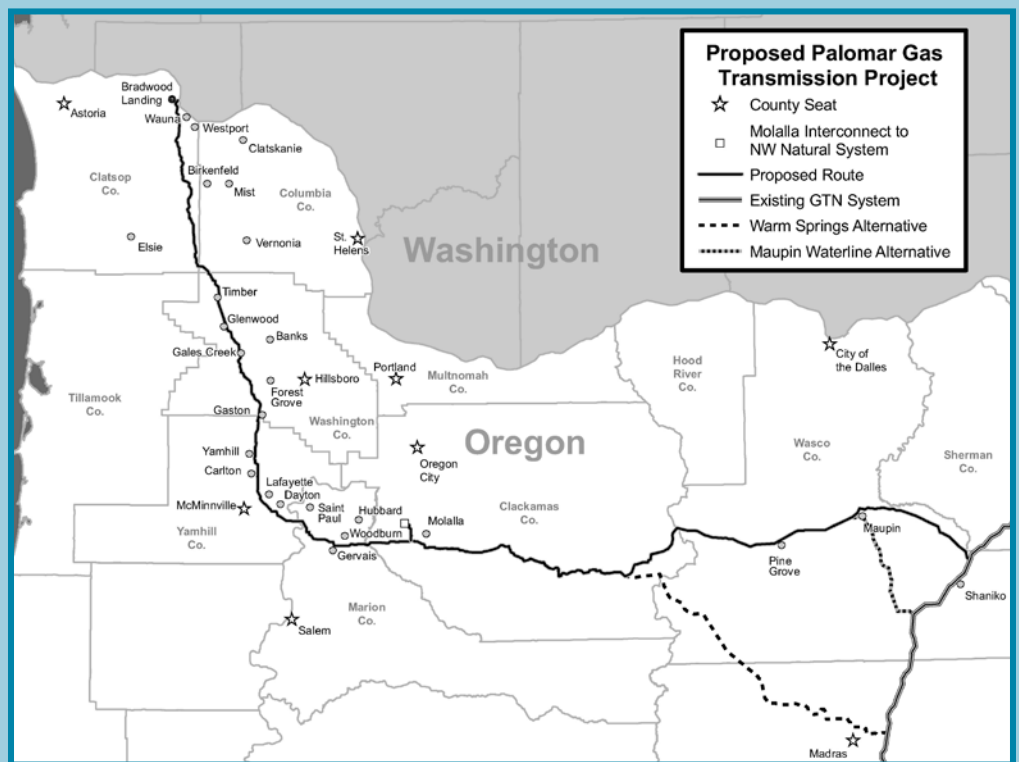 Proposed Palomar Gas
Transmission Project
County Seat
Molalla Interconnect to
NW Natural System
Proposed Route
Existing GTN System
Warm Springs Alternative
Maupin Waterline Alternative
Bradwood
Landing
Astoria
Wauna
Westport
Clatskanie
Birkenfeld
Mist
Clatsop
Co.
Columbia
Co.
Elsie
Vernonia
St.
Helens
Washington
Timber
Glenwood
Banks
Gales Creek
Hillsboro
Portland
Multnomah
Co.
Hood
River
Co.
City of
the Dalles
Forest
Grove
Tillamook
Co.
Gaston
Washington
Co.
Oregon
Wasco
Co.
Sherman
Co.
Yamhill
Carlton
Oregon
City
Lafayette
Dayton
McMinnville
Saint
Paul
Hubbard
Clackamas
Co.
Molalla
Woodburn
Yamhill
Co.
Gervais
Maupin
Pine
Grove
Shaniko
Marion
Co.
Salem
Madras